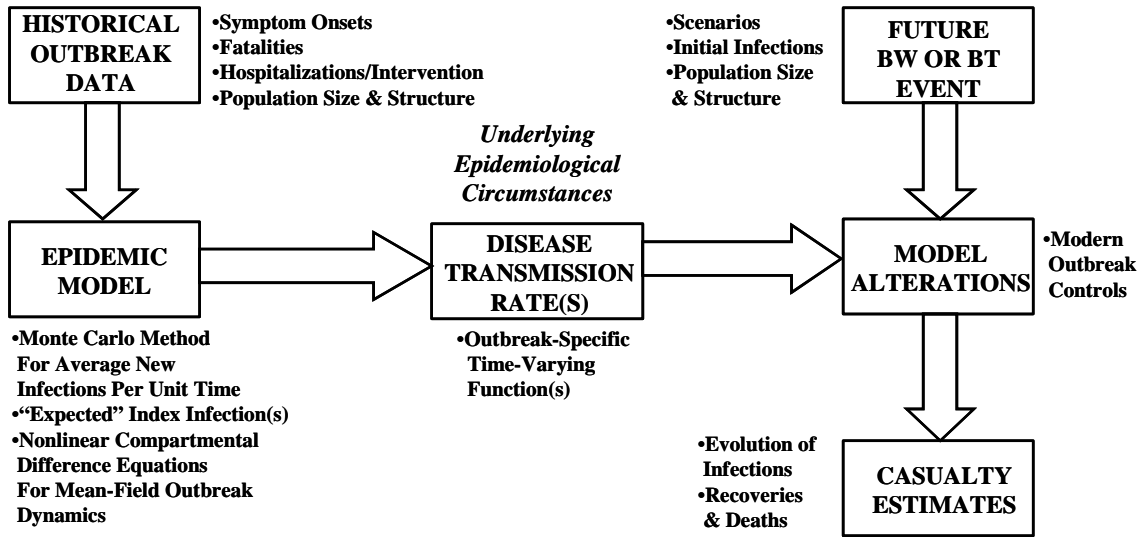 HISTORICAL
OUTBREAK
DATA
•Symptom Onsets
•Fatalities
•Hospitalizations/Intervention
•Population Size & Structure
•Scenarios
•Initial Infections
•Population Size
& Structure
FUTURE
BW OR BT
EVENT
Underlying
Epidemiological
Circumstances
EPIDEMIC
MODEL
DISEASE
TRANSMISSION
RATE(S)
MODEL
ALTERATIONS
•Modern
Outbreak
Controls
•Monte Carlo Method
For Average New
Infections Per Unit Time
•“Expected” Index Infection(s)
•Nonlinear Compartmental
Difference Equations
For Mean-Field Outbreak
Dynamics
•Outbreak-Specific
Time-Varying
Function(s)
•Evolution of
Infections
•Recoveries
& Deaths
CASUALTY
ESTIMATES